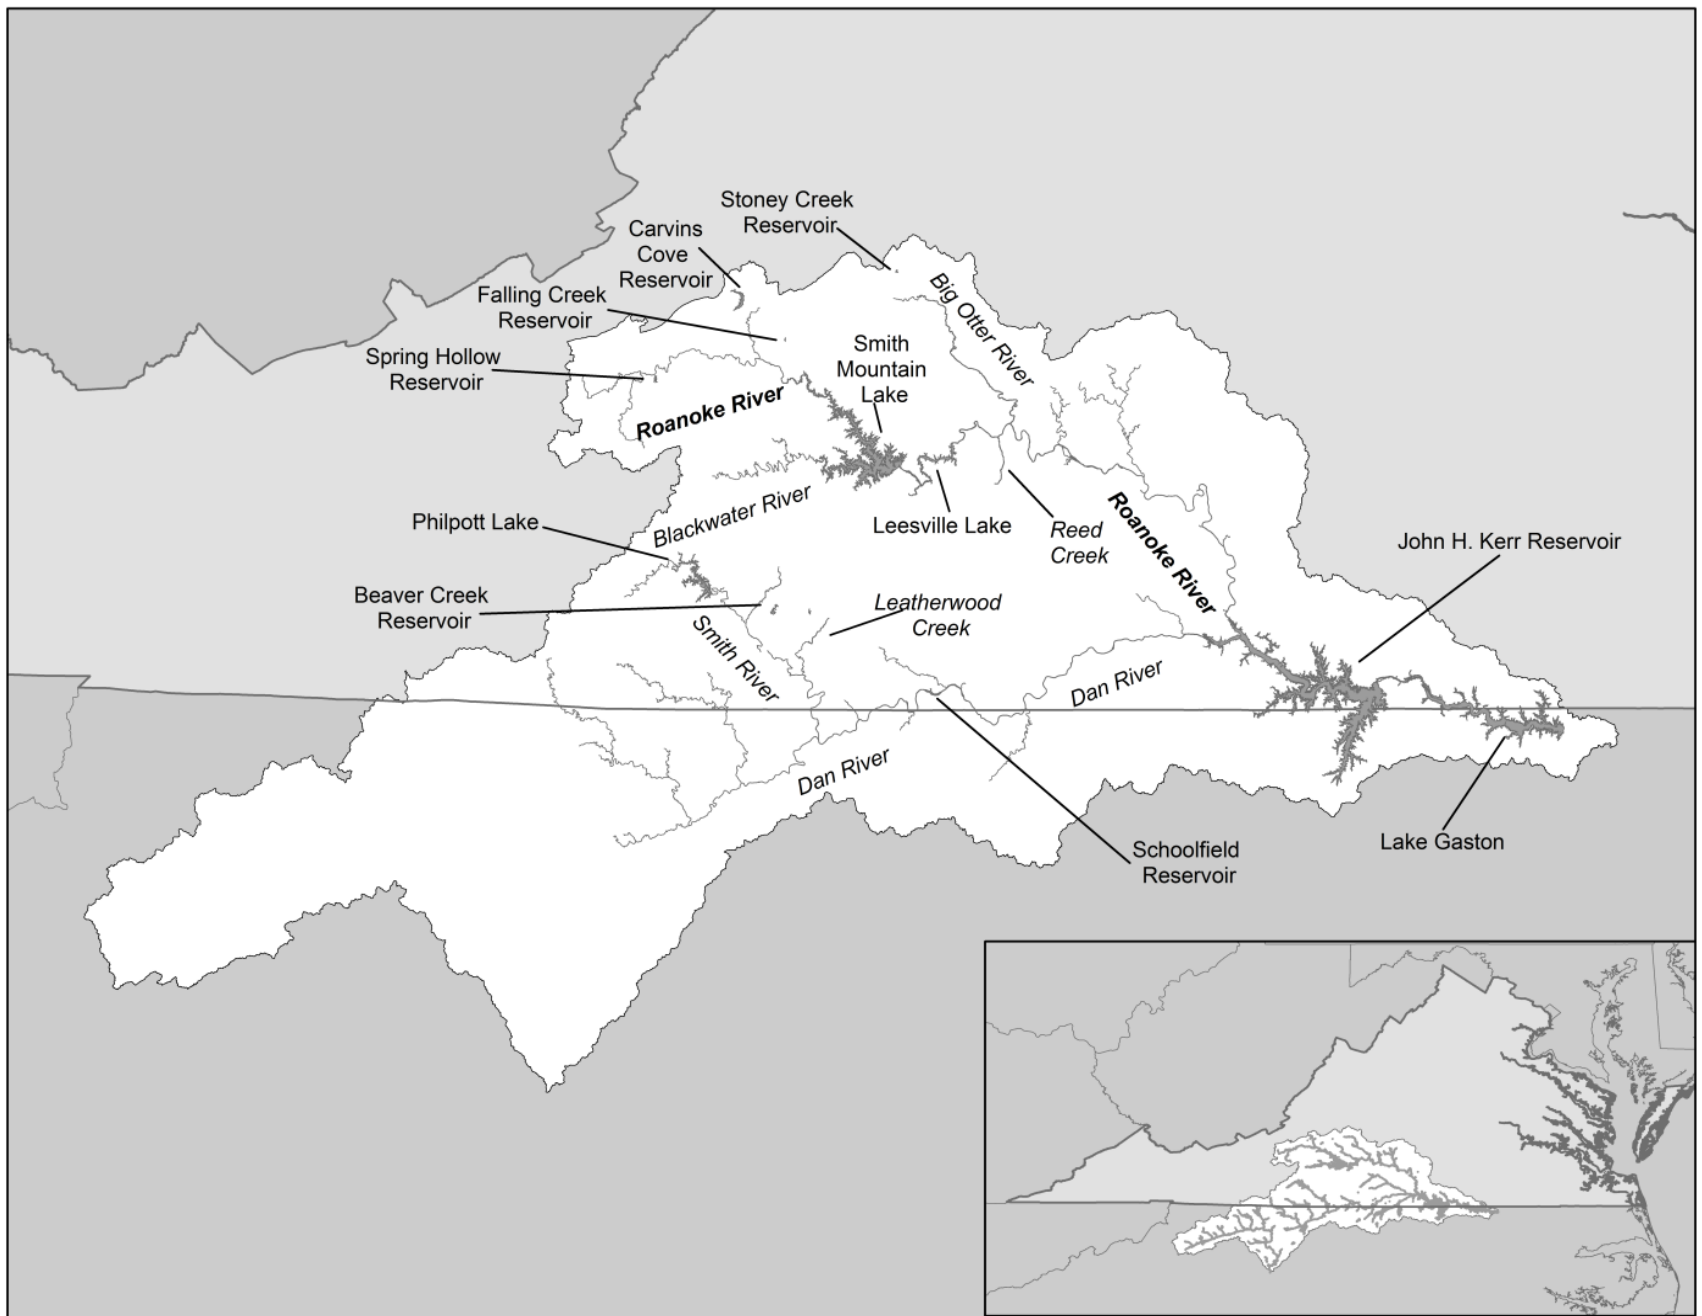 Stoney Creek
Reservoir
Carvins
Cove
Reservoir
Falling Creek
Reservoir
Spring Hollow
Reservoir
Roanoke River
Smith
Mountain
Lake
Big Otter River
Blackwater River
Leesville Lake
Reed
Creek
Roanoke River
John H. Kerr Reservoir
Philpott Lake
Beaver Creek
Reservoir
Smith River
Leatherwood
Creek
Dan River
Dan River
Schoolfield
Reservoir
Lake Gaston